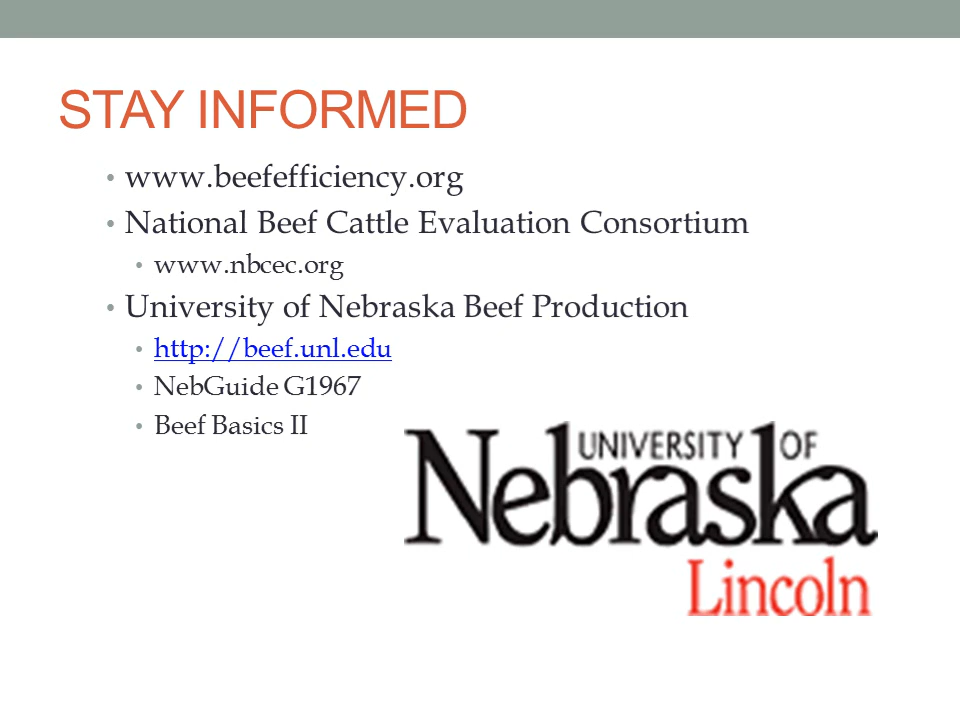 STAY INFORMED
• www.beefefficiency.org
• National Beef Cattle Evaluation Consortium
• www.nbcec.org
• University of Nebraska Beef Production
• http://beef.unl.edu
• NebGuide G1967
• Beef Basics II
UNIVERSITY OF
Nebraska
Lincoln